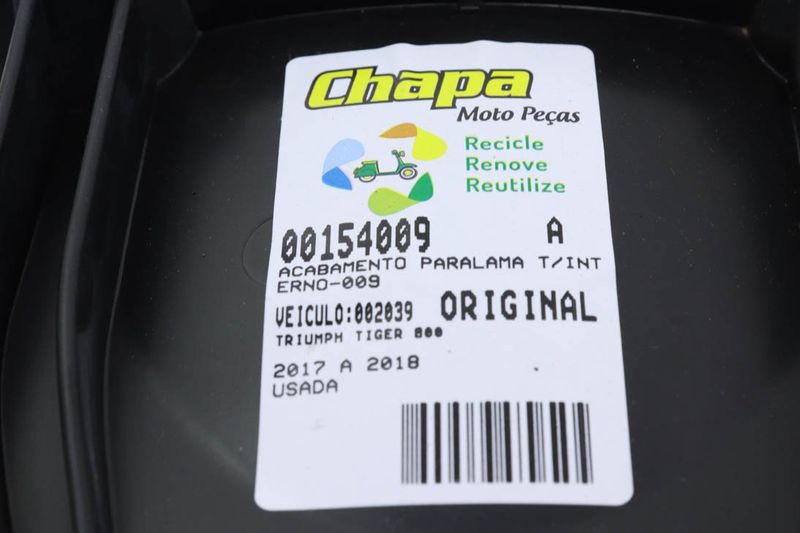 Chapa
Moto Peças
Recicle
Renove
Reutilize
00154009 A
ACABAMENTO PARALAMA T/INT
ERNO-009
VEICULO:002039 ORIGINAL
TRIUMPH TIGER 800
2017 A 2018
USADA